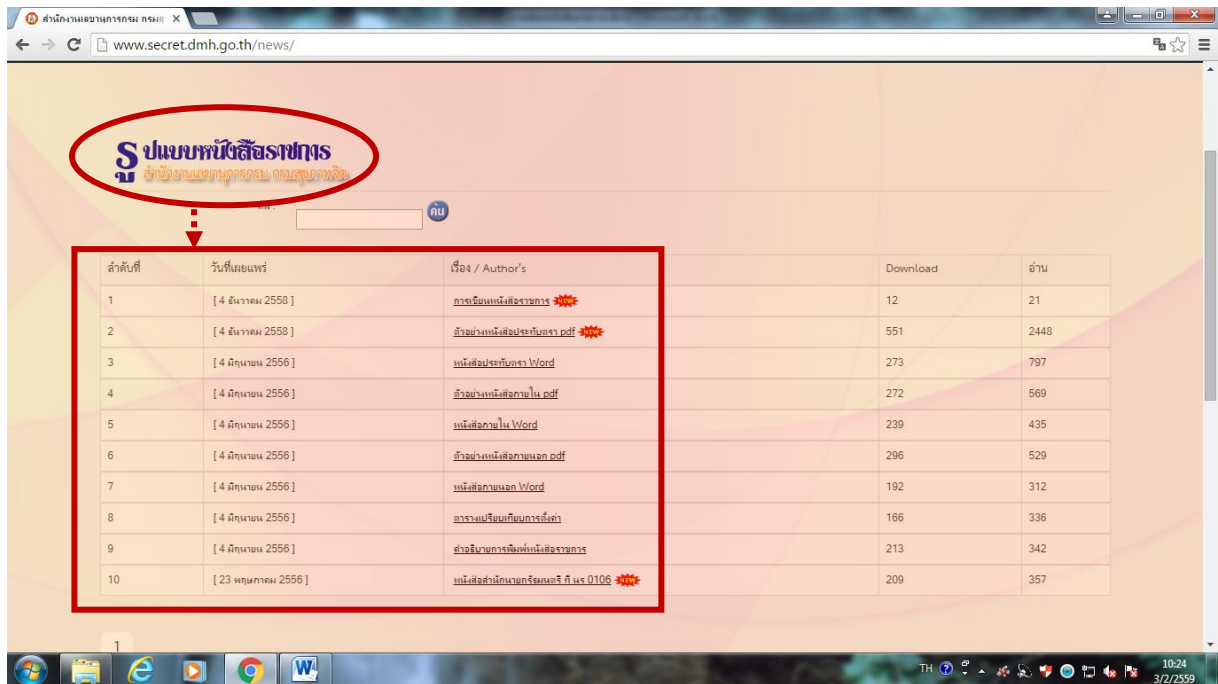 สำนักงานเลขานุการกรม กรมสุ
www.secret.dmh.go.th/news/
รูปแบบหนังสือราชการ
สำนักงานเลขานุการกรม กรมสุขภาพจิต
ค้น :
ค้น
ลำดับที่ วันที่เผยแพร่ เรื่อง / Author's Download อ่าน
1 [ 4 ธันวาคม 2558 ] การเขียนหนังสือราชการ NEW 12 21
2 [ 4 ธันวาคม 2558 ] ตัวอย่างหนังสือประทับตรา pdf NEW 551 2448
3 [ 4 มิถุนายน 2556 ] หนังสือประทับตรา Word 273 797
4 [ 4 มิถุนายน 2556 ] ตัวอย่างหนังสือภายใน pdf 272 569
5 [ 4 มิถุนายน 2556 ] หนังสือภายใน Word 239 435
6 [ 4 มิถุนายน 2556 ] ตัวอย่างหนังสือภายนอก pdf 296 529
7 [ 4 มิถุนายน 2556 ] หนังสือภายนอก Word 192 312
8 [ 4 มิถุนายน 2556 ] ตารางเปรียบเทียบการตั้งค่า 166 336
9 [ 4 มิถุนายน 2556 ] คำอธิบายการพิมพ์หนังสือราชการ 213 342
10 [ 23 พฤษภาคม 2556 ] หนังสือสำนักนายกรัฐมนตรี ที่ นร 0106 NEW 209 357
1
TH 10:24
3/2/2559